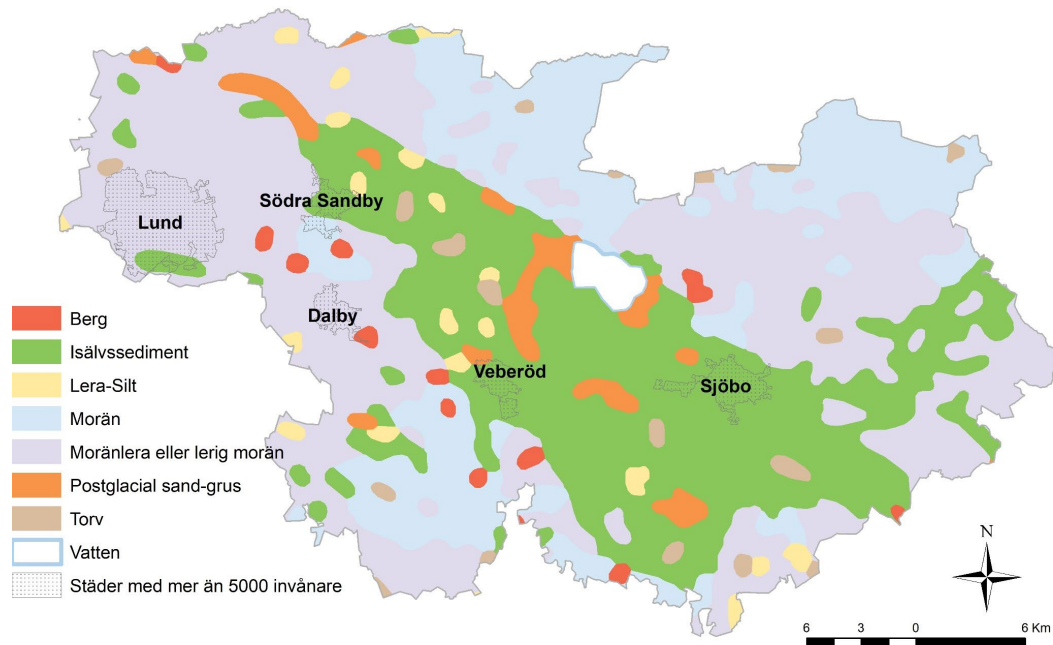 Södra Sandby
Lund
Dalby
Veberöd
Sjöbo
Berg
Isälvssediment
Lera-Silt
Morän
Moränlera eller lerig morän
Postglacial sand-grus
Torv
Vatten
Städer med mer än 5000 invånare
N
6 3 0 6 Km